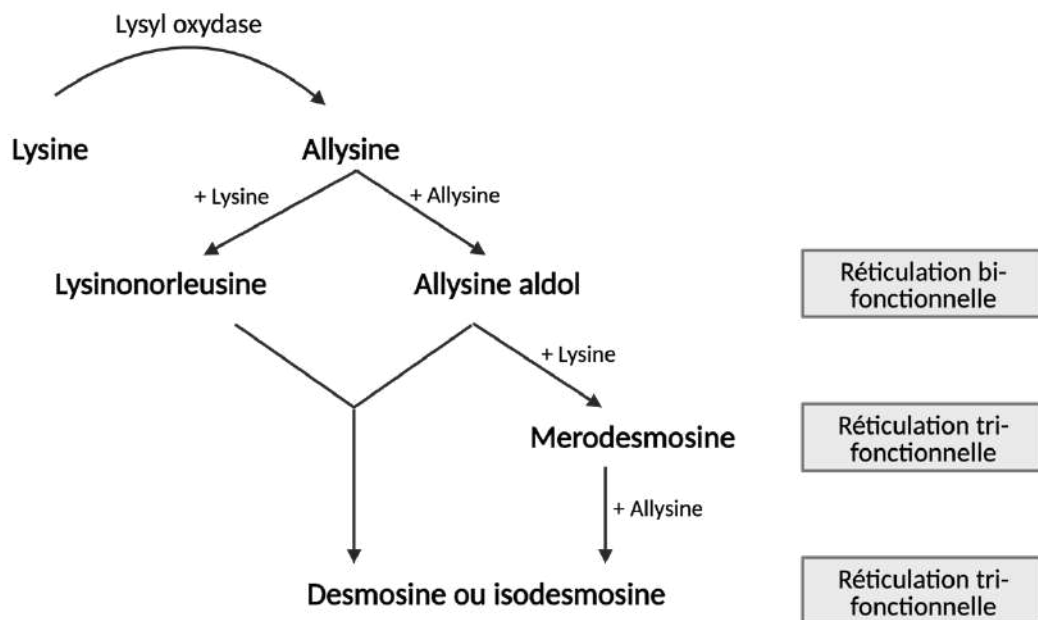 Lysyl oxydase
Lysine
Allysine
+ Lysine
+ Allysine
Lysinonorleusine
Allysine aldol
Réticulation bi-
fonctionnelle
+ Lysine
Merodesmosine
Réticulation tri-
fonctionnelle
+ Allysine
Desmosine ou isodesmosine
Réticulation tri-
fonctionnelle